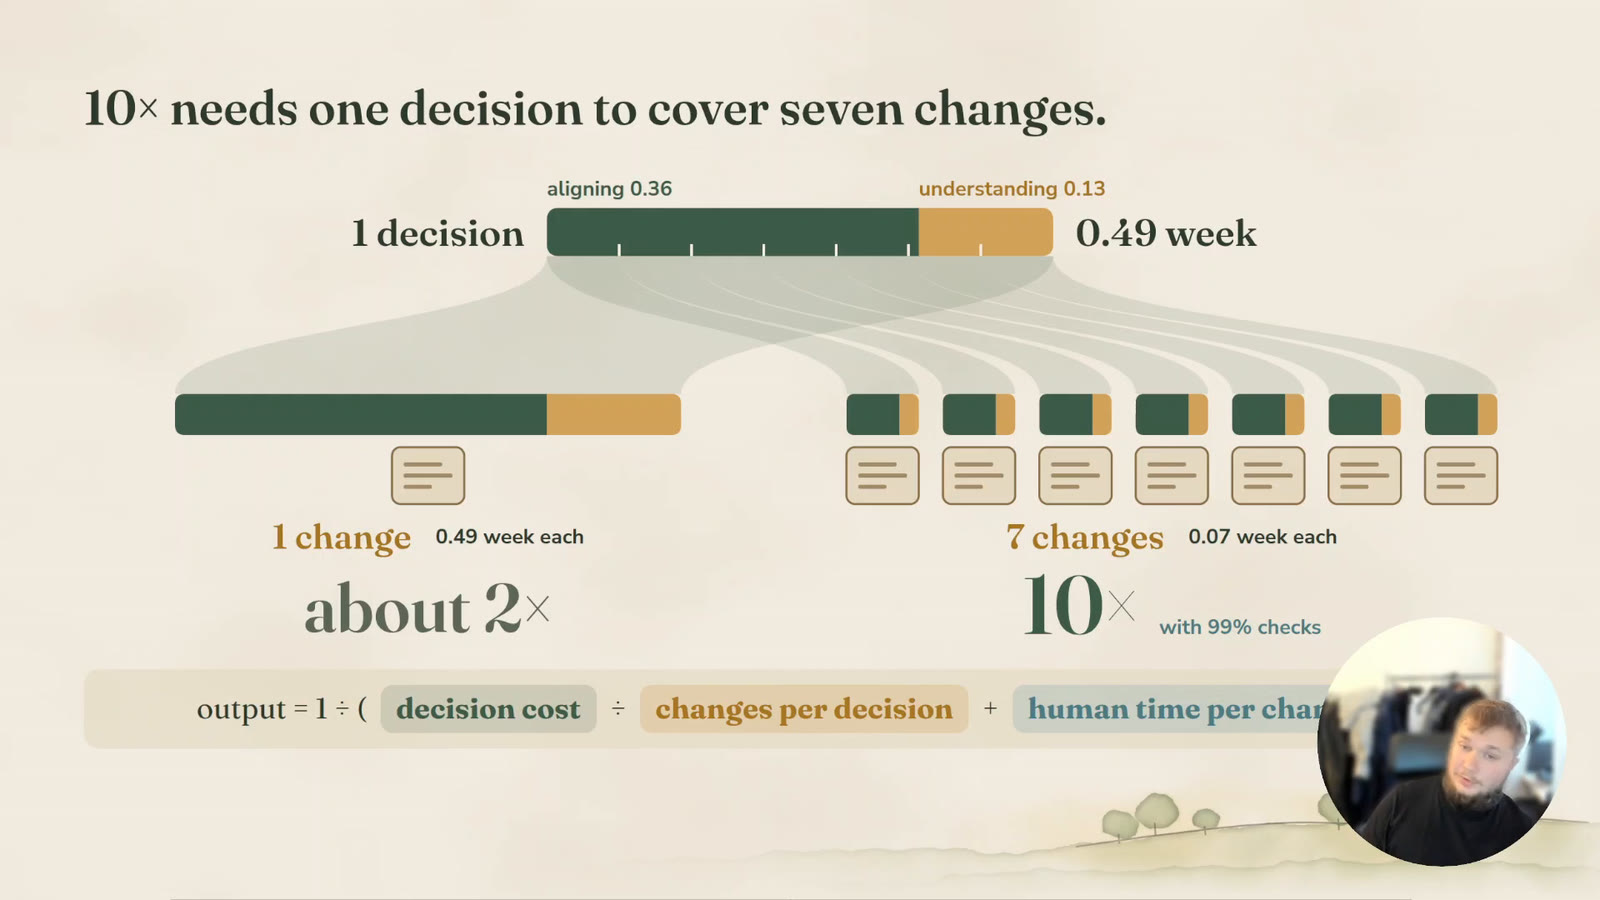 10× needs one decision to cover seven changes.
aligning 0.36
understanding 0.13
1 decision
0.49 week
1 change
0.49 week each
7 changes
0.07 week each
about 2×
10×
with 99% checks
output = 1 ÷ ( decision cost ÷ changes per decision + human time per